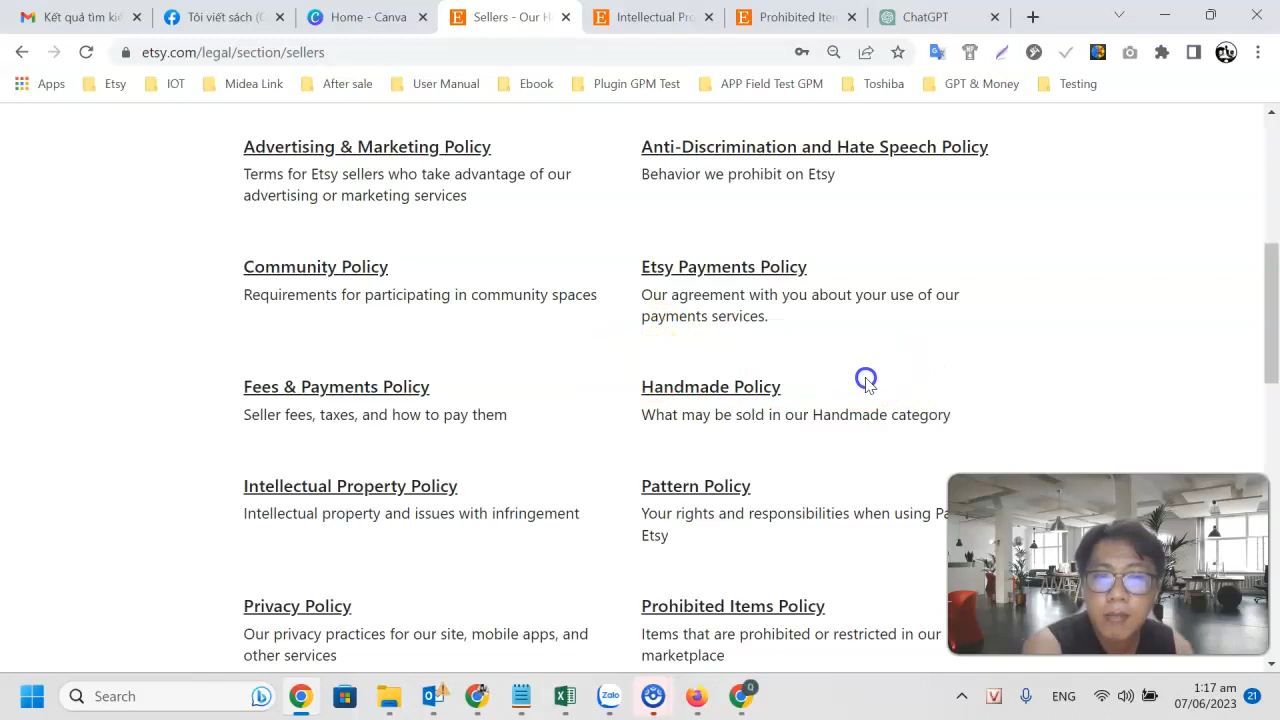 Kết quả tìm ki
Tôi viết sách (
Home - Canva
Sellers - Our H
Intellectual Pro
Prohibited Iten
ChatGPT
etsy.com/legal/section/sellers
Apps
Etsy
IOT
Midea Link
After sale
User Manual
Ebook
Plugin GPM Test
APP Field Test GPM
Toshiba
GPT & Money
Testing
Advertising & Marketing Policy
Terms for Etsy sellers who take advantage of our
advertising or marketing services
Anti-Discrimination and Hate Speech Policy
Behavior we prohibit on Etsy
Community Policy
Requirements for participating in community spaces
Etsy Payments Policy
Our agreement with you about your use of our
payments services.
Fees & Payments Policy
Seller fees, taxes, and how to pay them
Handmade Policy
What may be sold in our Handmade category
Intellectual Property Policy
Intellectual property and issues with infringement
Pattern Policy
Your rights and responsibilities when using Pa
Etsy
Privacy Policy
Our privacy practices for our site, mobile apps, and
other services
Prohibited Items Policy
Items that are prohibited or restricted in our
marketplace
Search
Zalo
Q
V
ENG
1:17 am
07/06/2023
21